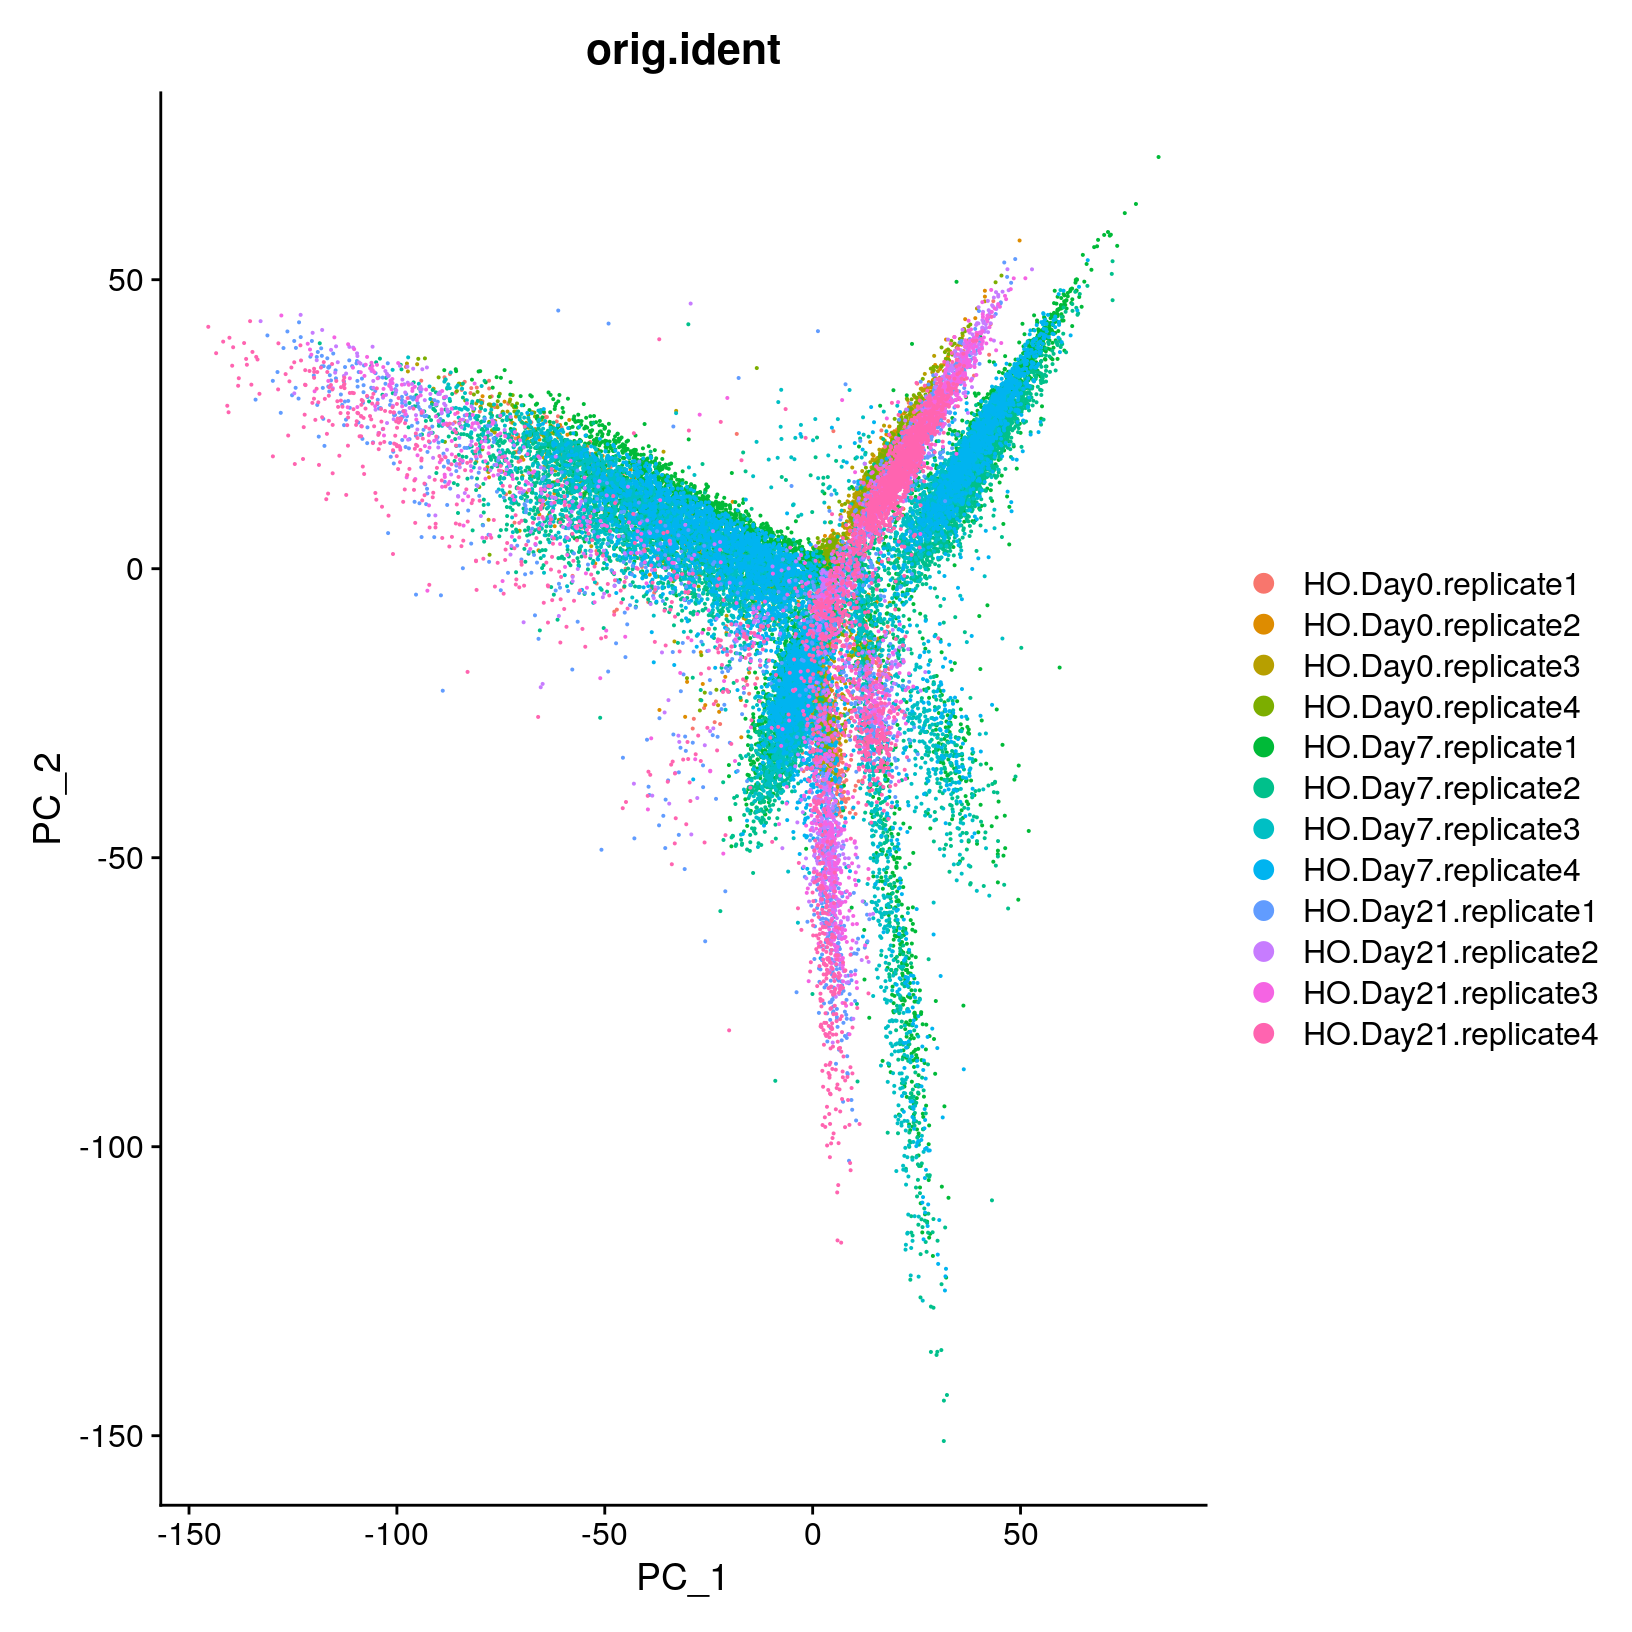 orig.ident
PC_2
50
0
-50
-100
-150
-150
-100
-50
0
50
PC_1
HO.Day0.replicate1
HO.Day0.replicate2
HO.Day0.replicate3
HO.Day0.replicate4
HO.Day7.replicate1
HO.Day7.replicate2
HO.Day7.replicate3
HO.Day7.replicate4
HO.Day21.replicate1
HO.Day21.replicate2
HO.Day21.replicate3
HO.Day21.replicate4